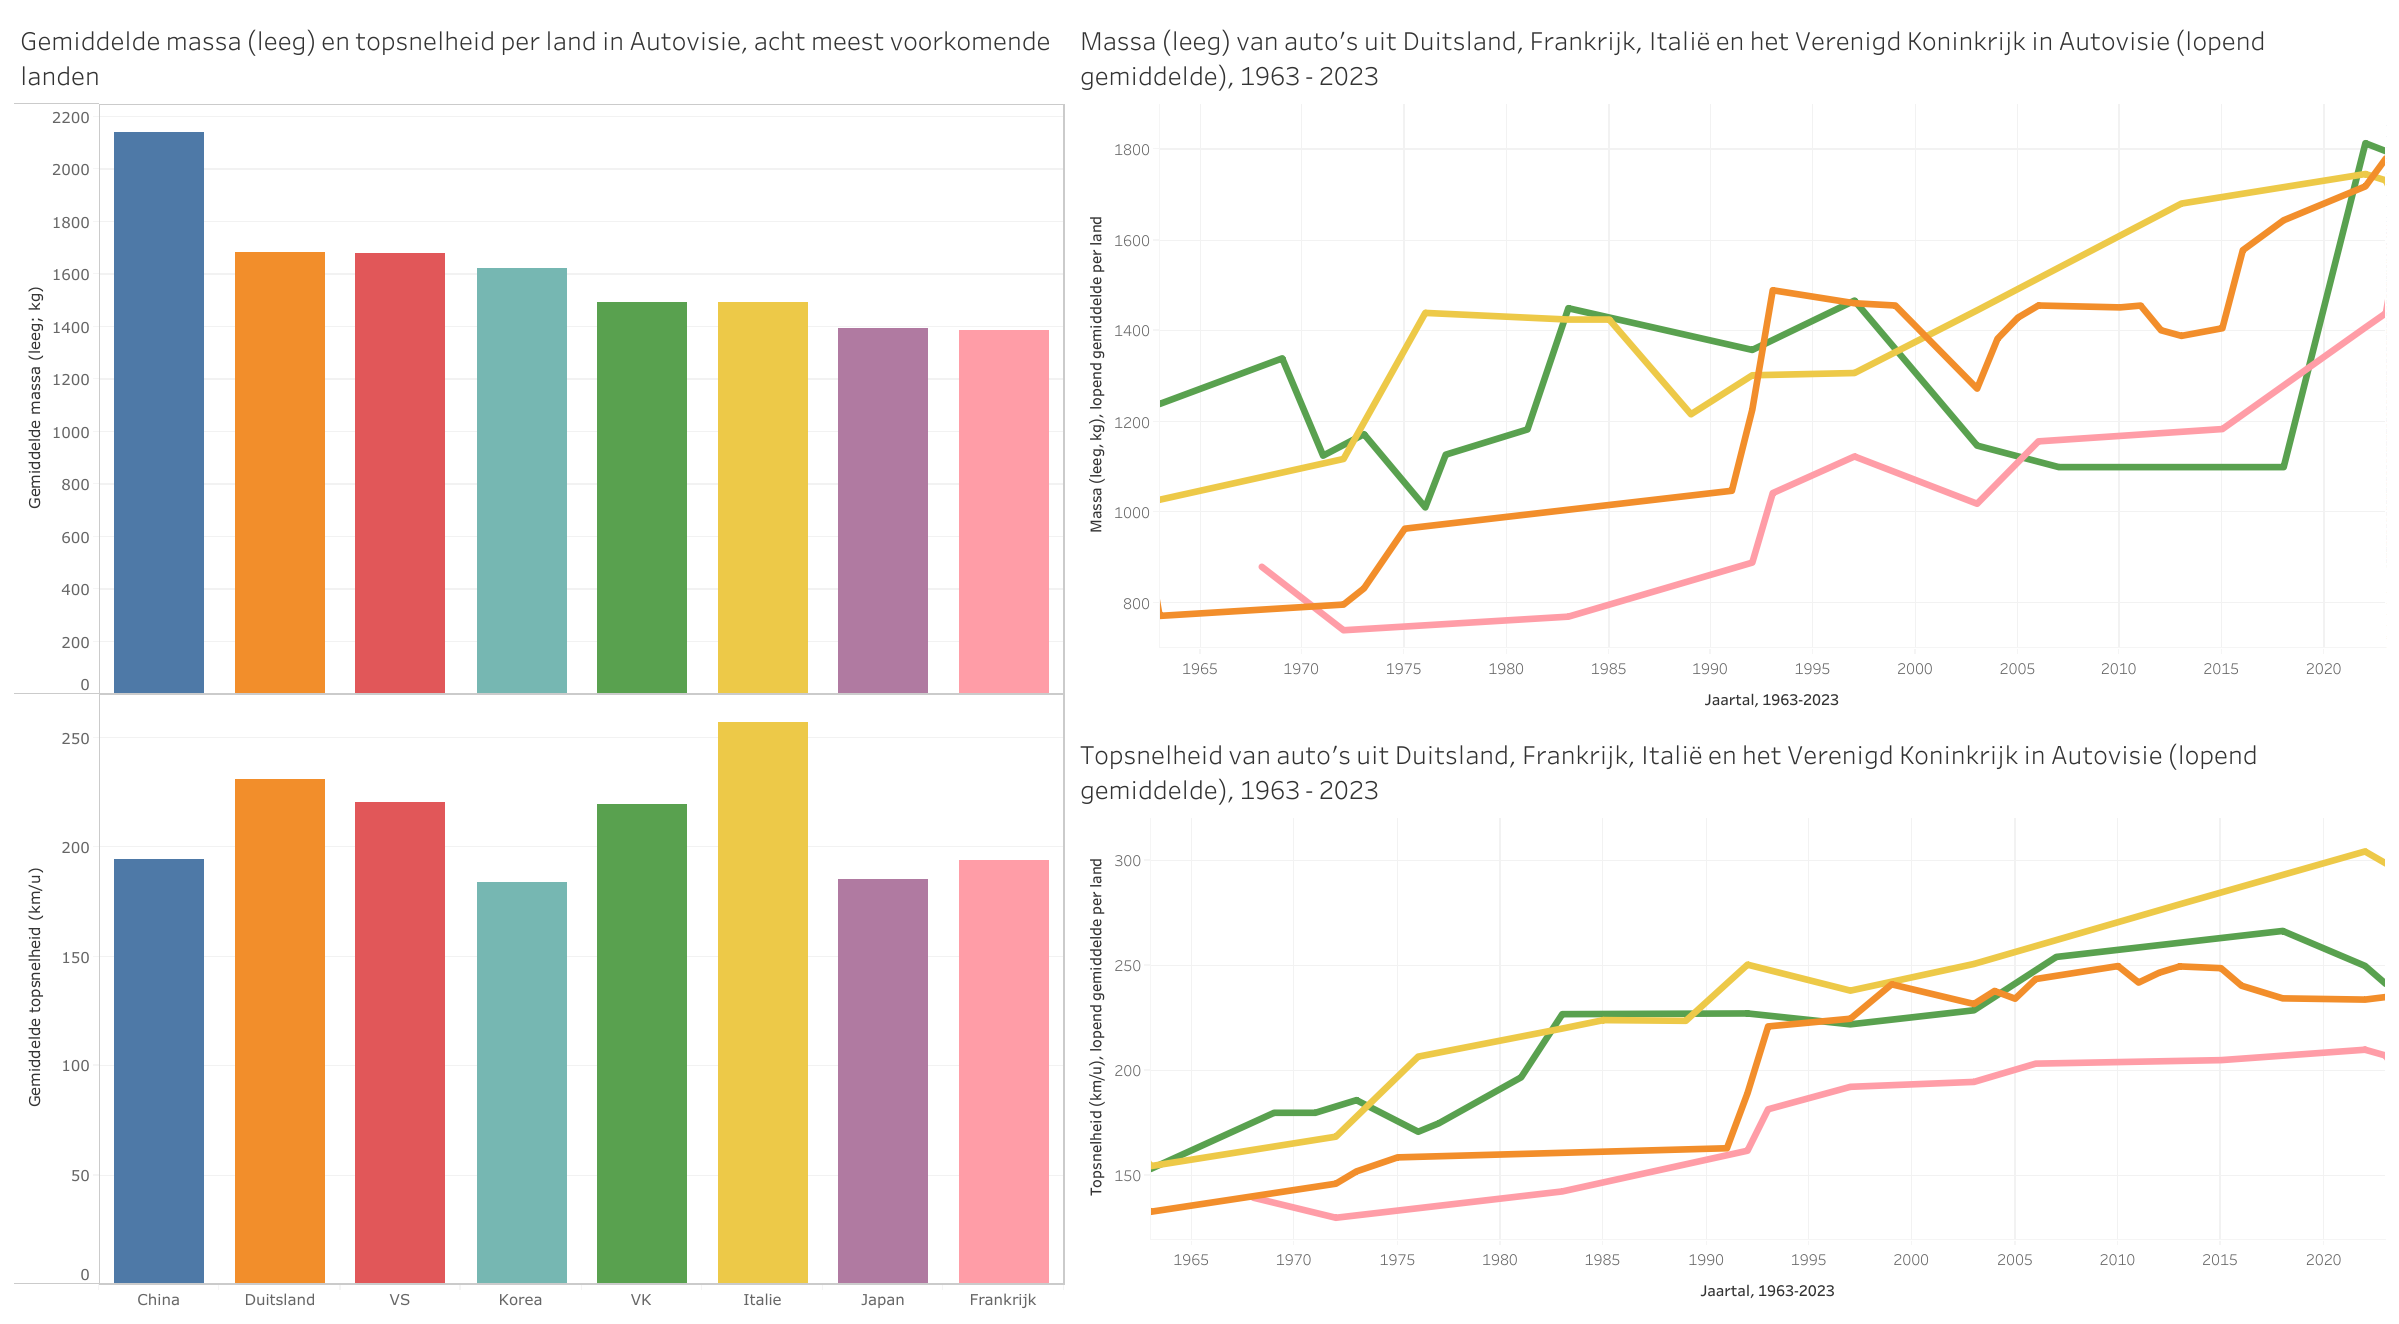 Gemiddelde massa (leeg) en topsnelheid per land in Autovisie, acht meest voorkomende
landen
Gemiddelde massa (leeg; kg)
2200
2000
1800
1600
1400
1200
1000
800
600
400
200
0
Gemiddelde topsnelheid (km/u)
250
200
150
100
50
0
China Duitsland VS Korea VK Italie Japan Frankrijk
Massa (leeg) van auto's uit Duitsland, Frankrijk, Italië en het Verenigd Koninkrijk in Autovisie (lopend
gemiddelde), 1963 - 2023
Massa (leeg, kg), lopend gemiddelde per land
1800
1600
1400
1200
1000
800
1965 1970 1975 1980 1985 1990 1995 2000 2005 2010 2015 2020
Jaartal, 1963-2023
Topsnelheid van auto's uit Duitsland, Frankrijk, Italië en het Verenigd Koninkrijk in Autovisie (lopend
gemiddelde), 1963 - 2023
Topsnelheid (km/u), lopend gemiddelde per land
300
250
200
150
1965 1970 1975 1980 1985 1990 1995 2000 2005 2010 2015 2020
Jaartal, 1963-2023